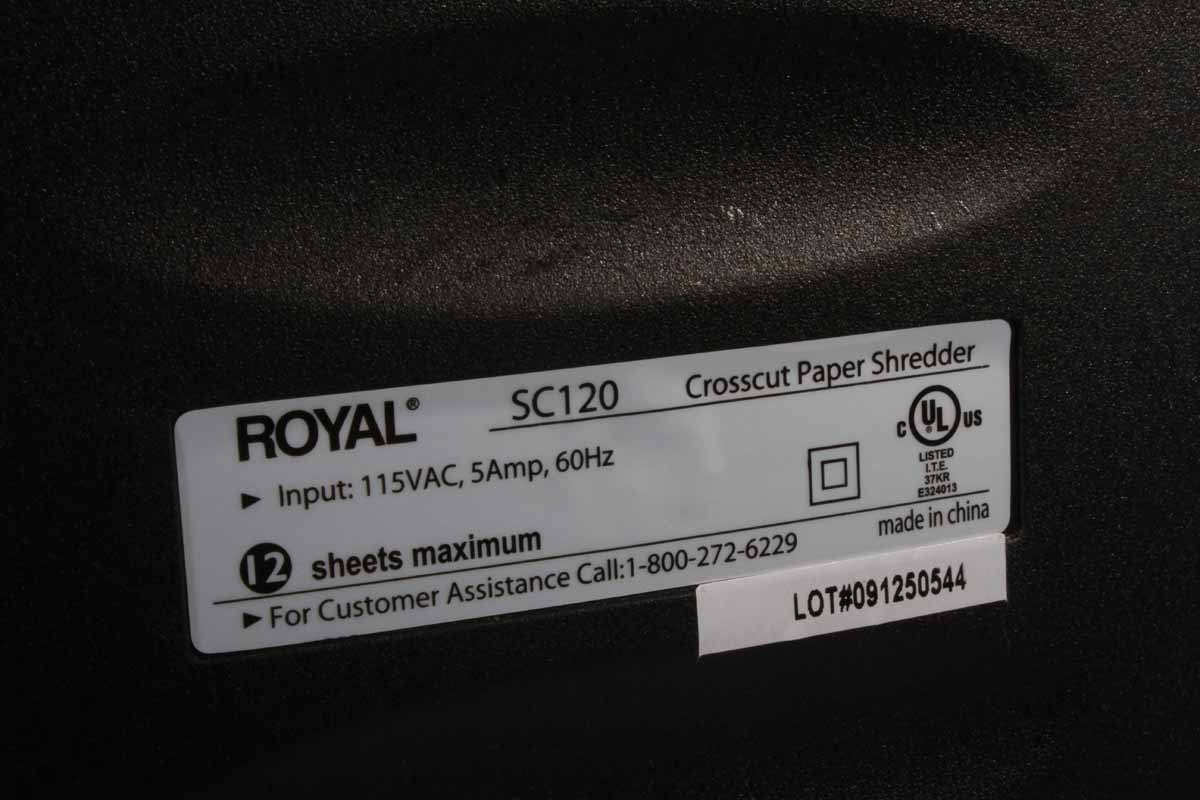 ROYAL® SC120 Crosscut Paper Shredder
► Input: 115VAC, 5Amp, 60Hz
C UL® US
LISTED
I.T.E.
37KR
E324013
12 sheets maximum
made in china
► For Customer Assistance Call:1-800-272-6229
LOT#091250544